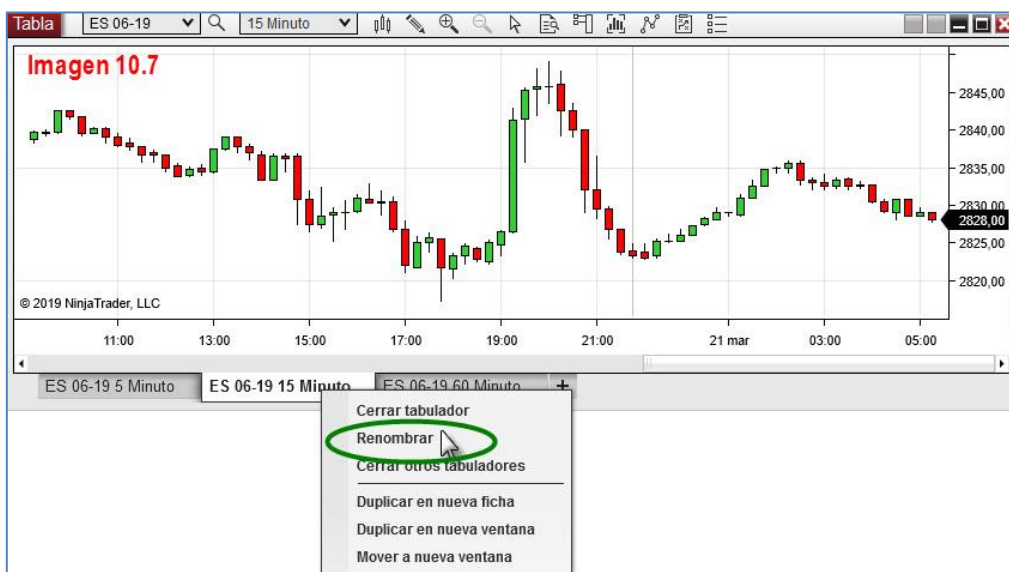 Tabla ES 06-19 15 Minuto
Imagen 10.7
2845,00
2840,00
2835,00
2830,00
2828,00
2825,00
2820,00
© 2019 NinjaTrader, LLC
11:00 13:00 15:00 17:00 19:00 21:00 21 mar 03:00 05:00
ES 06-19 5 Minuto ES 06-19 15 Minuto ES 06-19 60 Minuto +
Cerrar tabulador
Renombrar
Cerrar otros tabuladores
Duplicar en nueva ficha
Duplicar en nueva ventana
Mover a nueva ventana